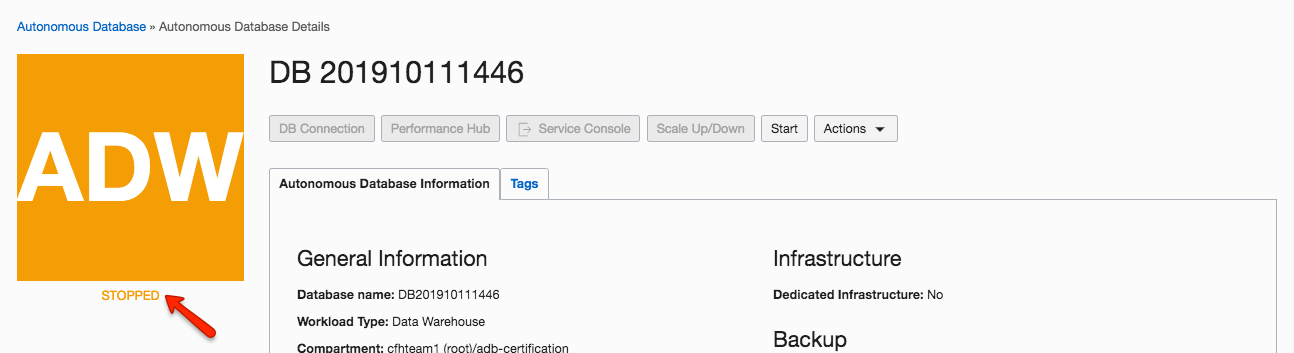 Autonomous Database » Autonomous Database Details
ADW
STOPPED
DB 201910111446
DB Connection Performance Hub Service Console Scale Up/Down Start Actions
Autonomous Database Information Tags
General Information
Database name: DB201910111446
Workload Type: Data Warehouse
Compartment: cfhteam1 (root)/adb-certification
Infrastructure
Dedicated Infrastructure: No
Backup